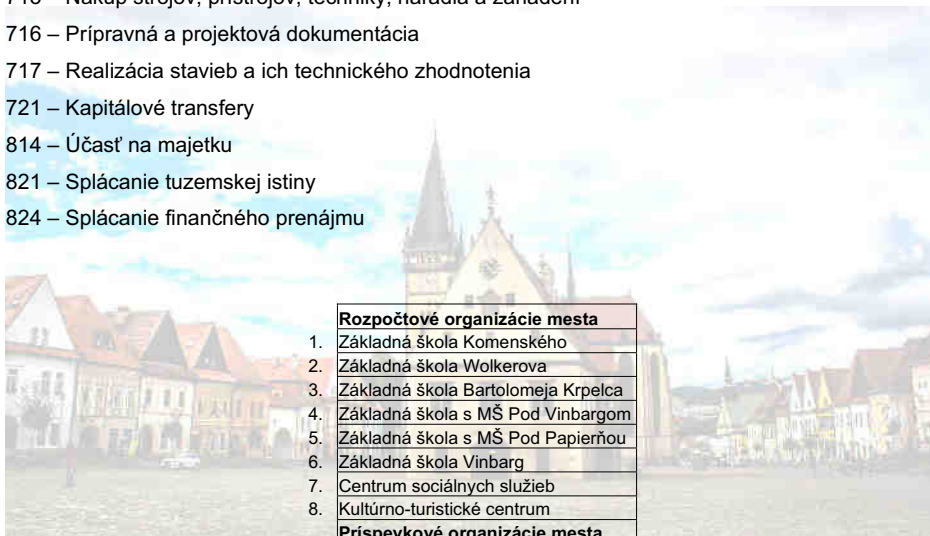 716 – Prípravná a projektová dokumentácia
717 – Realizácia stavieb a ich technického zhodnotenia
721 – Kapitálové transfery
814 – Účasť na majetku
821 – Splácanie tuzemskej istiny
824 – Splácanie finančného prenájmu
Rozpočtové organizácie mesta
1. Základná škola Komenského
2. Základná škola Wolkerova
3. Základná škola Bartolomeja Krpelca
4. Základná škola s MŠ Pod Vinbargom
5. Základná škola s MŠ Pod Papierňou
6. Základná škola Vinbarg
7. Centrum sociálnych služieb
8. Kultúrno-turistické centrum
Príspevkové organizácie mesta